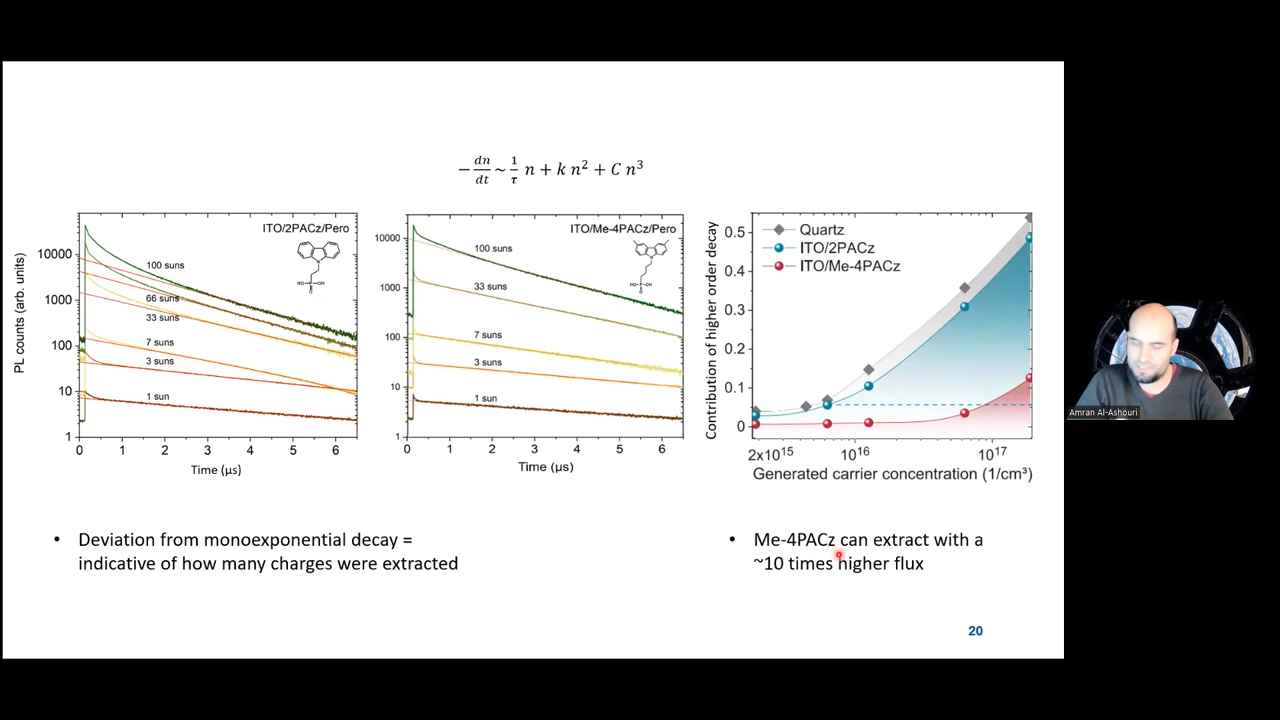 −dn/dt ~ 1/τ n + k n² + C n³
PL counts (arb. units)
10000
1000
100
10
1
ITO/2PACz/Pero
HO
P
OH
O
N
100 suns
66 suns
33 suns
7 suns
3 suns
1 sun
0 1 2 3 4 5 6
Time (µs)
10000
1000
100
10
1
ITO/Me-4PACz/Pero
N
HO
P
OH
O
100 suns
33 suns
7 suns
3 suns
1 sun
0 1 2 3 4 5 6
Time (µs)
Contribution of higher order decay
0.5
0.4
0.3
0.2
0.1
0
Quartz
ITO/2PACz
ITO/Me-4PACz
2x10¹⁵ 10¹⁶ 10¹⁷
Generated carrier concentration (1/cm³)
• Deviation from monoexponential decay =
indicative of how many charges were extracted
• Me-4PACz can extract with a
~10 times higher flux
20
Amran Al-Ashouri